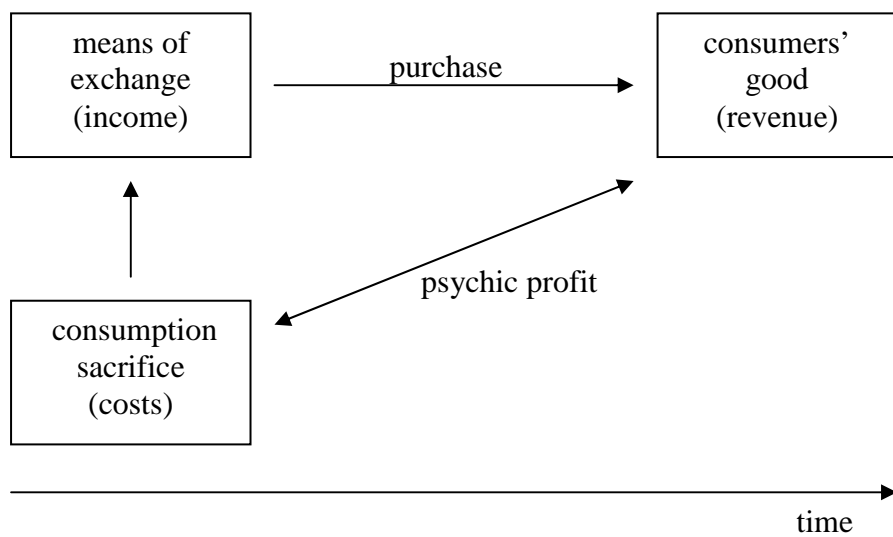 means of
exchange
(income)
purchase
consumers’
good
(revenue)
psychic profit
consumption
sacrifice
(costs)
time